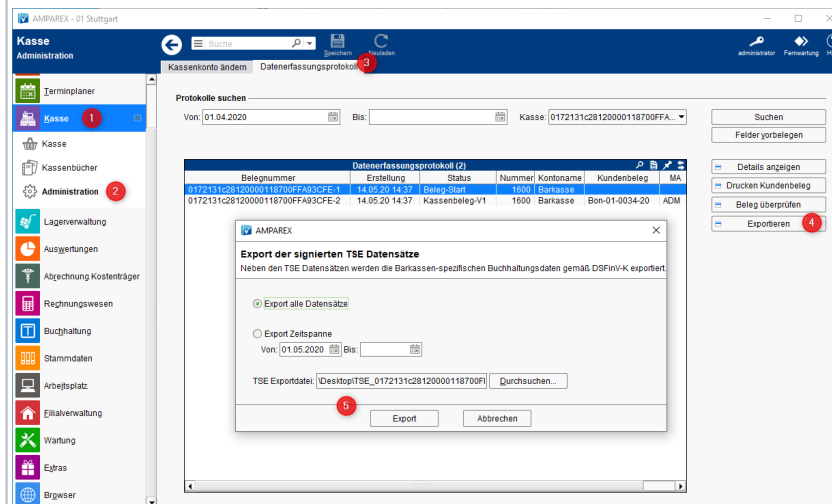 AMPAREX - 01 Stuttgart
Kasse
Administration
Suche
Speichern
Neuladen
administrator
Fernwartung
Kassenkonto ändern
Datenerfassungsprotokoll
3
Terminplaner
Kasse 1
Kasse
Kassenbücher
Administration 2
Lagerverwaltung
Auswertungen
Abrechnung Kostenträger
Rechnungswesen
Buchhaltung
Stammdaten
Arbeitsplatz
Filialverwaltung
Wartung
Extras
Browser
Protokolle suchen
Von: 01.04.2020 Bis: Kasse: 0172131c28120000118700FFA...
Suchen
Felder vorbelegen
Datenerfassungsprotokoll (2)
Belegnummer Erstellung Status Nummer Kontoname Kundenbeleg MA
0172131c28120000118700FFA93CFE-1 14.05.20 14:37 Beleg-Start 1600 Barkasse
0172131c28120000118700FFA93CFE-2 14.05.20 14:37 Kassenbeleg-V1 1600 Barkasse Bon-01-0034-20 ADM
Details anzeigen
Drucken Kundenbeleg
Beleg überprüfen
Exportieren 4
AMPAREX
Export der signierten TSE Datensätze
Neben den TSE Datensätzen werden die Barkassen-spezifischen Buchhaltungsdaten gemäß DSFinV-K exportiert.
Export alle Datensätze
Export Zeitspanne
Von: 01.05.2020 Bis:
TSE Exportdatei: \Desktop\TSE_0172131c28120000118700FI Durchsuchen...
5
Export Abbrechen